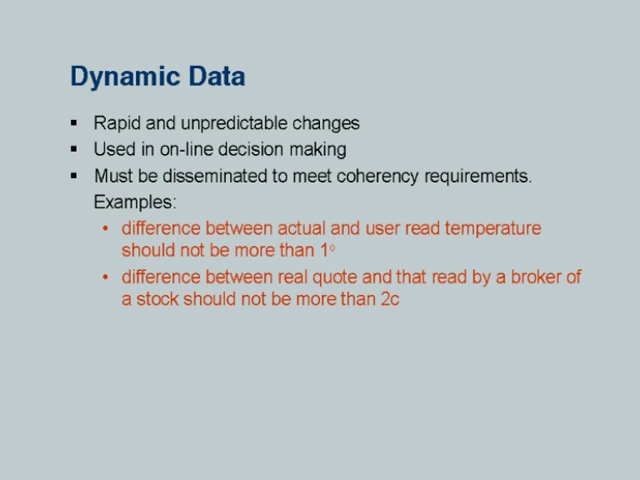 Dynamic Data
▪ Rapid and unpredictable changes
▪ Used in on-line decision making
▪ Must be disseminated to meet coherency requirements.
Examples:
• difference between actual and user read temperature
should not be more than 1⁰
• difference between real quote and that read by a broker of
a stock should not be more than 2c